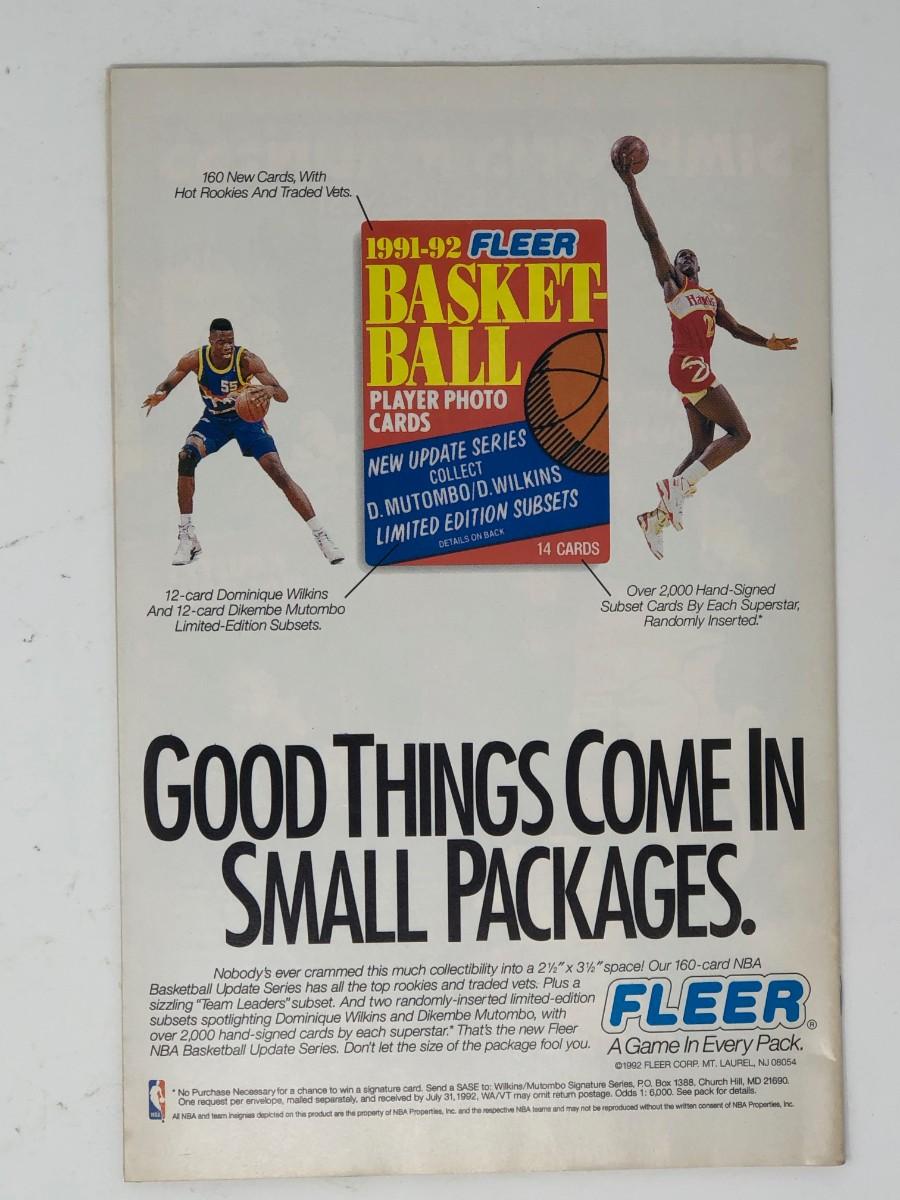 160 New Cards, With
Hot Rookies And Traded Vets.
1991-92 FLEER
BASKET-
BALL
PLAYER PHOTO
CARDS
NEW UPDATE SERIES
COLLECT
D.MUTOMBO/D.WILKINS
LIMITED EDITION SUBSETS
DETAILS ON BACK
14 CARDS
55
Hawks
12-card Dominique Wilkins
And 12-card Dikembe Mutombo
Limited-Edition Subsets.
Over 2,000 Hand-Signed
Subset Cards By Each Superstar,
Randomly Inserted.*
GOOD THINGS COME IN
SMALL PACKAGES.
Nobody's ever crammed this much collectibility into a 2½" x 3½" space! Our 160-card NBA
Basketball Update Series has all the top rookies and traded vets. Plus a
sizzling "Team Leaders" subset. And two randomly-inserted limited-edition
subsets spotlighting Dominique Wilkins and Dikembe Mutombo, with
over 2,000 hand-signed cards by each superstar.* That's the new Fleer
NBA Basketball Update Series. Don't let the size of the package fool you.
FLEER®
A Game In Every Pack.
©1992 FLEER CORP. MT. LAUREL, NJ 08054
NBA
* No Purchase Necessary for a chance to win a signature card. Send a SASE to: Wilkins/Mutombo Signature Series, P.O. Box 1388, Church Hill, MD 21690.
One request per envelope, mailed separately, and received by July 31, 1992, WA/VT may omit return postage. Odds 1: 6,000. See pack for details.
All NBA and team insignias depicted on this product are the property of NBA Properties, Inc. and the respective NBA teams and may not be reproduced without the written consent of NBA Properties, Inc.